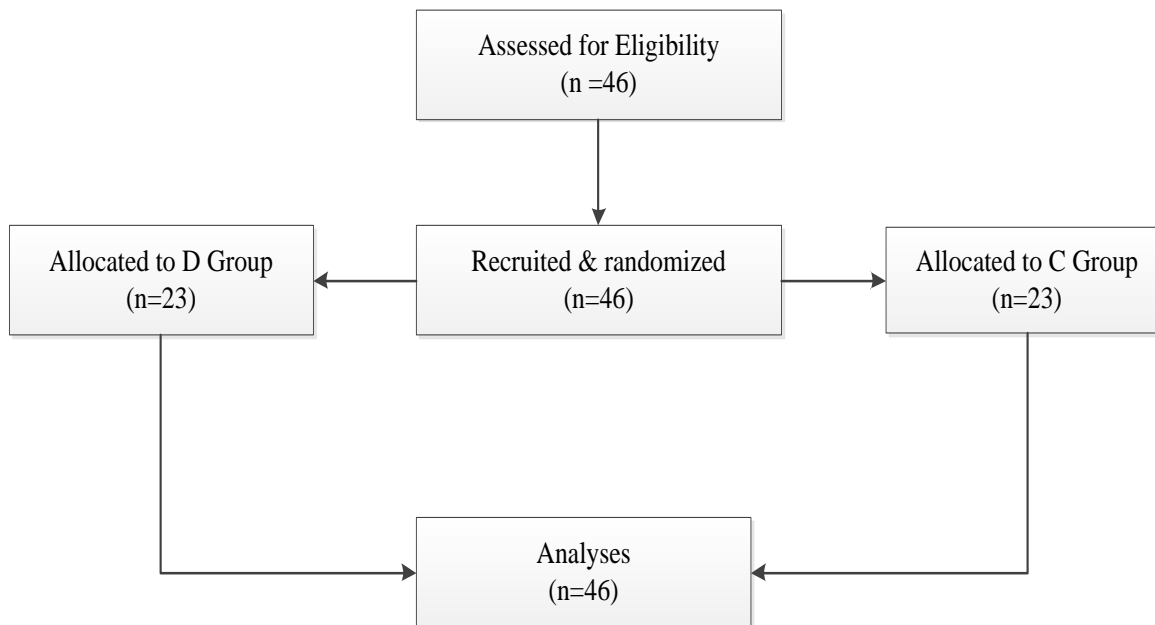 Assessed for Eligibility
(n =46)
Allocated to D Group
(n=23)
Recruited & randomized
(n=46)
Allocated to C Group
(n=23)
Analyses
(n=46)